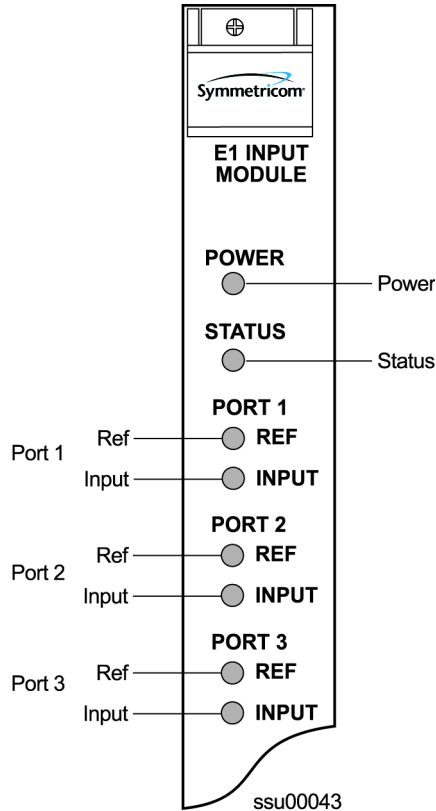 Symmetricom
E1 INPUT
MODULE
POWER
Power
STATUS
Status
PORT 1
Port 1
Ref
REF
Input
INPUT
PORT 2
Port 2
Ref
REF
Input
INPUT
PORT 3
Port 3
Ref
REF
Input
INPUT
ssu00043